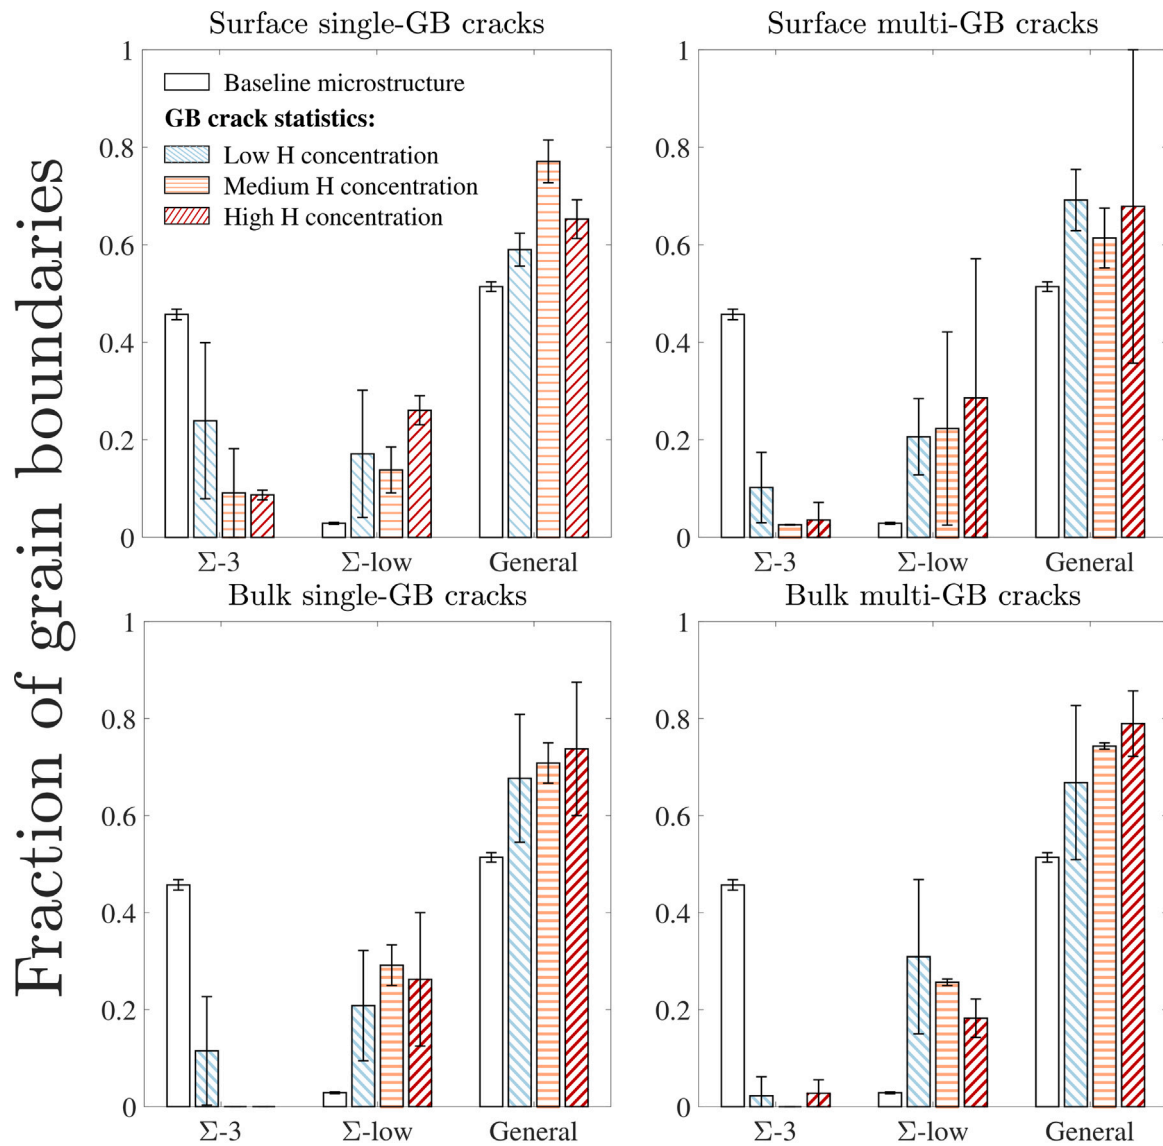 Fraction of grain boundaries
Surface single-GB cracks
1
0.8
0.6
0.4
0.2
0
Baseline microstructure
GB crack statistics:
Low H concentration
Medium H concentration
High H concentration
Σ-3 Σ-low General
Surface multi-GB cracks
1
0.8
0.6
0.4
0.2
0
Σ-3 Σ-low General
Bulk single-GB cracks
1
0.8
0.6
0.4
0.2
0
Σ-3 Σ-low General
Bulk multi-GB cracks
1
0.8
0.6
0.4
0.2
0
Σ-3 Σ-low General